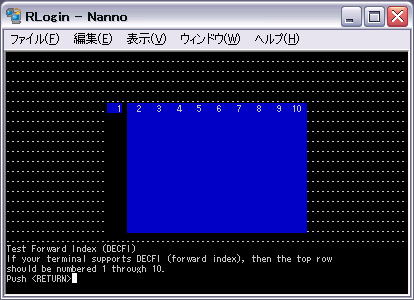 RLogin - Nanno
ファイル(F) 編集(E) 表示(V) ウィンドウ(W) ヘルプ(H)
1 2 3 4 5 6 7 8 9 10
Test Forward Index (DECFI)
If your terminal supports DECFI (forward index), then the top row
should be numbered 1 through 10.
Push <RETURN>